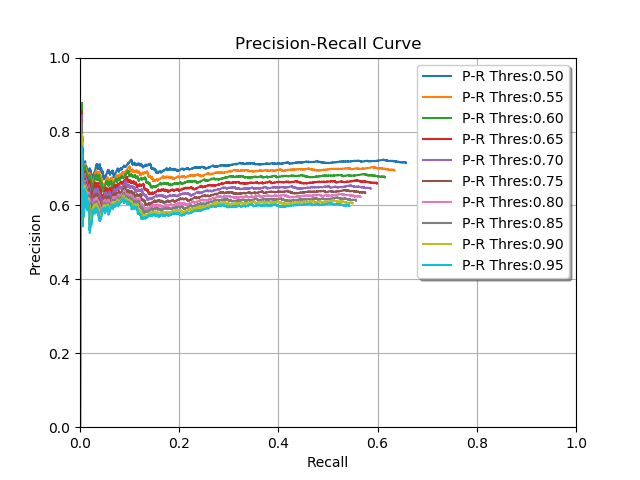 Precision-Recall Curve
1.0
0.8
0.6
0.4
0.2
0.0
Precision
P-R Thres:0.50
P-R Thres:0.55
P-R Thres:0.60
P-R Thres:0.65
P-R Thres:0.70
P-R Thres:0.75
P-R Thres:0.80
P-R Thres:0.85
P-R Thres:0.90
P-R Thres:0.95
0.0 0.2 0.4 0.6 0.8 1.0
Recall